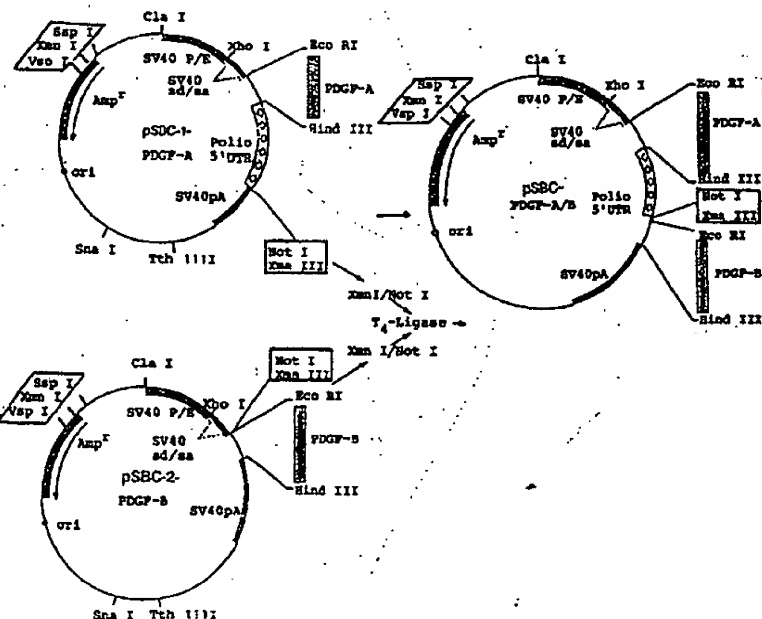 Cla I
Ssp I
Xmn I
Vsp I
SV40 P/E
Xho I
Eco RI
SV40
sd/sa
PDGF-A
Amp r
pSDC-1-
PDGF-A
Polio
5'UTR
Hind III
ori
SV40pA
Sna I
Tth 111I
Not I
Xma III
XmnI/Not I
T4-Ligase
Xmn I/Not I
Cla I
Ssp I
Xmn I
Vsp I
SV40 P/E
Xho I
Eco RI
SV40
sd/sa
PDGF-A
Amp r
Hind III
pSBC-
PDGF-A/B
Polio
5'UTR
Not I
Xma III
Eco RI
ori
SV40pA
PDGF-B
Hind III
Cla I
Ssp I
Xmn I
Vsp I
SV40 P/E
Xho I
Not I
Xma III
Eco RI
SV40
sd/sa
PDGF-B
Amp r
pSBC-2-
PDGF-B
Hind III
ori
SV40pA
Sna I
Tth 111I